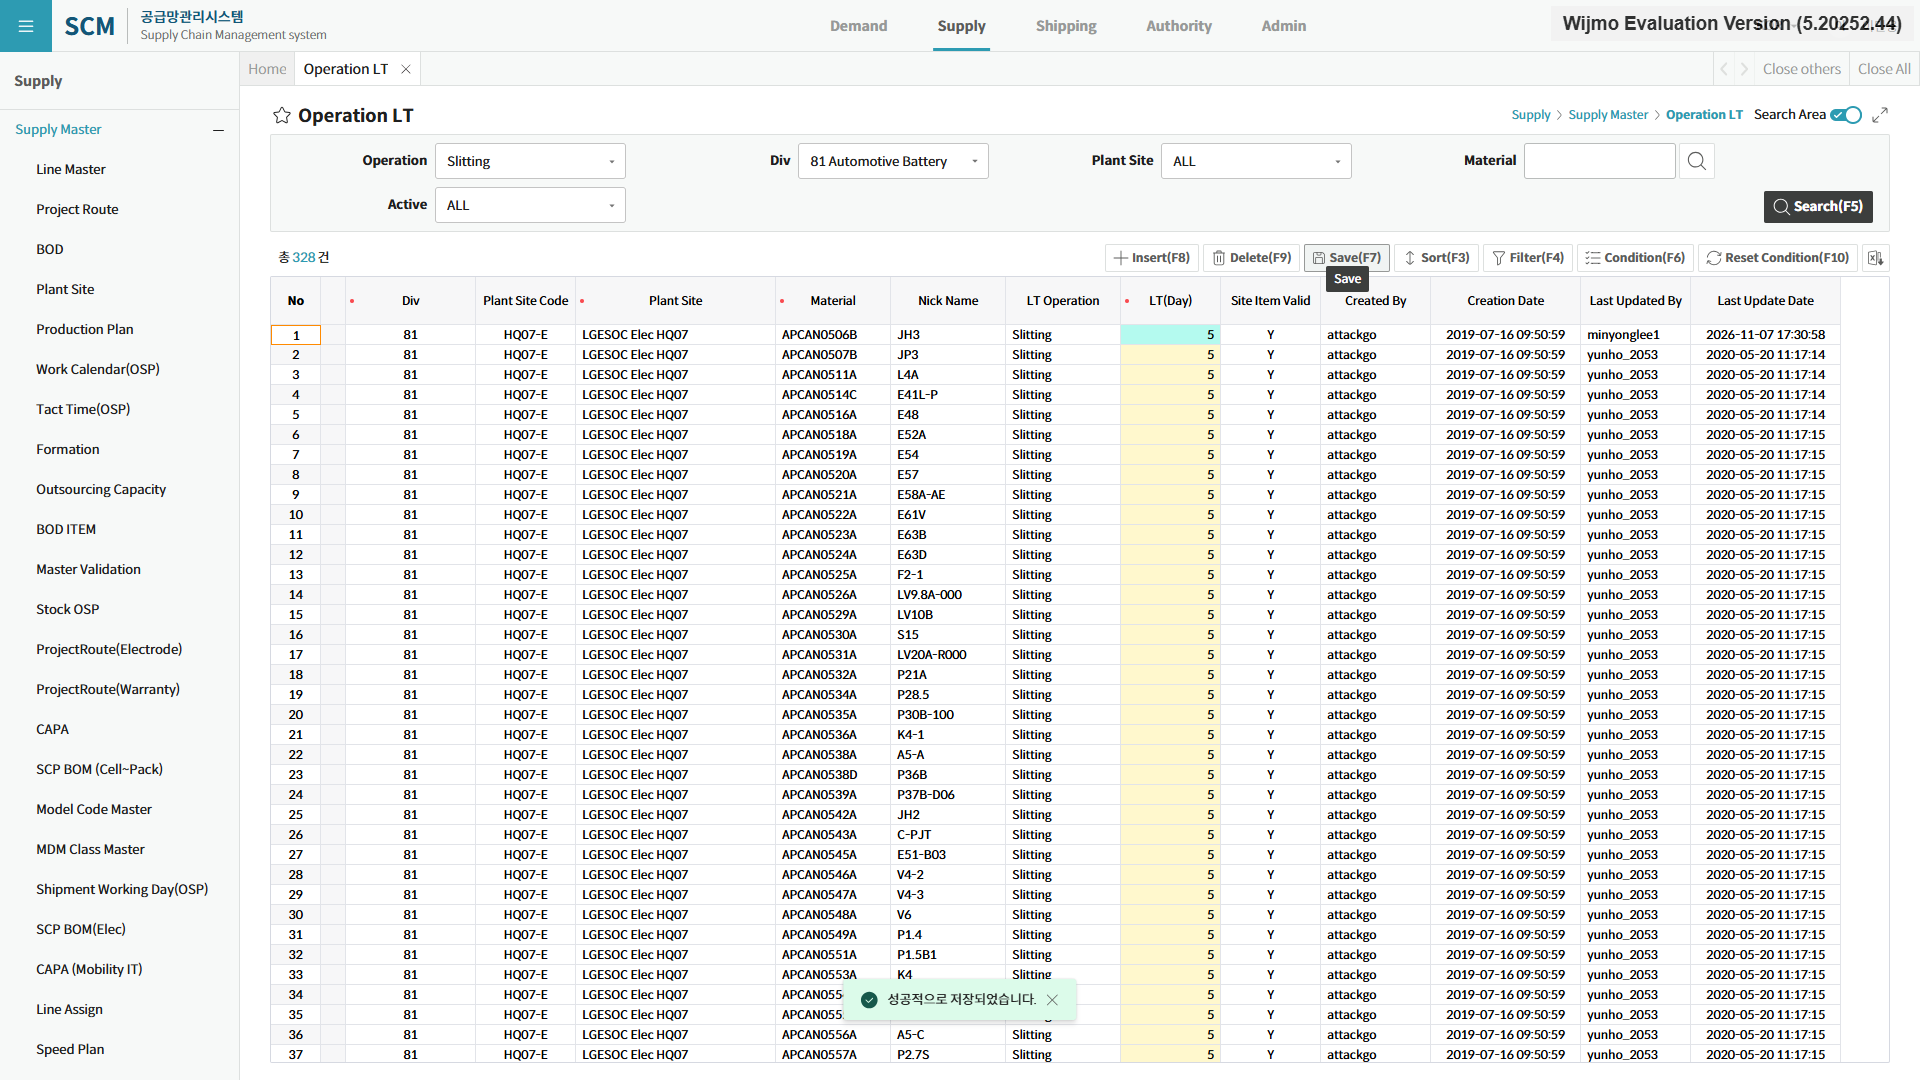 SCM
공급망관리시스템
Supply Chain Management system
Demand
Supply
Shipping
Authority
Admin
Wijmo Evaluation Version (5.20252.44)
Supply
Home
Operation LT
Close others
Close All
Supply Master
Line Master
Project Route
BOD
Plant Site
Production Plan
Work Calendar(OSP)
Tact Time(OSP)
Formation
Outsourcing Capacity
BOD ITEM
Master Validation
Stock OSP
ProjectRoute(Electrode)
ProjectRoute(Warranty)
CAPA
SCP BOM (Cell~Pack)
Model Code Master
MDM Class Master
Shipment Working Day(OSP)
SCP BOM(Elec)
CAPA (Mobility IT)
Line Assign
Speed Plan
Operation LT
Supply > Supply Master > Operation LT
Search Area
Operation Slitting
Div 81 Automotive Battery
Plant Site ALL
Material
Active ALL
Search(F5)
총 328 건
Insert(F8) Delete(F9) Save(F7) Sort(F3) Filter(F4) Condition(F6) Reset Condition(F10)
Save
No Div Plant Site Code Plant Site Material Nick Name LT Operation LT(Day) Site Item Valid Created By Creation Date Last Updated By Last Update Date
1 81 HQ07-E LGESOC Elec HQ07 APCAN0506B JH3 Slitting 5 Y attackgo 2019-07-16 09:50:59 minyonglee1 2026-11-07 17:30:58
2 81 HQ07-E LGESOC Elec HQ07 APCAN0507B JP3 Slitting 5 Y attackgo 2019-07-16 09:50:59 yunho_2053 2020-05-20 11:17:14
3 81 HQ07-E LGESOC Elec HQ07 APCAN0511A L4A Slitting 5 Y attackgo 2019-07-16 09:50:59 yunho_2053 2020-05-20 11:17:14
4 81 HQ07-E LGESOC Elec HQ07 APCAN0514C E41L-P Slitting 5 Y attackgo 2019-07-16 09:50:59 yunho_2053 2020-05-20 11:17:14
5 81 HQ07-E LGESOC Elec HQ07 APCAN0516A E48 Slitting 5 Y attackgo 2019-07-16 09:50:59 yunho_2053 2020-05-20 11:17:14
6 81 HQ07-E LGESOC Elec HQ07 APCAN0518A E52A Slitting 5 Y attackgo 2019-07-16 09:50:59 yunho_2053 2020-05-20 11:17:15
7 81 HQ07-E LGESOC Elec HQ07 APCAN0519A E54 Slitting 5 Y attackgo 2019-07-16 09:50:59 yunho_2053 2020-05-20 11:17:15
8 81 HQ07-E LGESOC Elec HQ07 APCAN0520A E57 Slitting 5 Y attackgo 2019-07-16 09:50:59 yunho_2053 2020-05-20 11:17:15
9 81 HQ07-E LGESOC Elec HQ07 APCAN0521A E58A-AE Slitting 5 Y attackgo 2019-07-16 09:50:59 yunho_2053 2020-05-20 11:17:15
10 81 HQ07-E LGESOC Elec HQ07 APCAN0522A E61V Slitting 5 Y attackgo 2019-07-16 09:50:59 yunho_2053 2020-05-20 11:17:15
11 81 HQ07-E LGESOC Elec HQ07 APCAN0523A E63B Slitting 5 Y attackgo 2019-07-16 09:50:59 yunho_2053 2020-05-20 11:17:15
12 81 HQ07-E LGESOC Elec HQ07 APCAN0524A E63D Slitting 5 Y attackgo 2019-07-16 09:50:59 yunho_2053 2020-05-20 11:17:15
13 81 HQ07-E LGESOC Elec HQ07 APCAN0525A F2-1 Slitting 5 Y attackgo 2019-07-16 09:50:59 yunho_2053 2020-05-20 11:17:15
14 81 HQ07-E LGESOC Elec HQ07 APCAN0526A LV9.8A-000 Slitting 5 Y attackgo 2019-07-16 09:50:59 yunho_2053 2020-05-20 11:17:15
15 81 HQ07-E LGESOC Elec HQ07 APCAN0529A LV10B Slitting 5 Y attackgo 2019-07-16 09:50:59 yunho_2053 2020-05-20 11:17:15
16 81 HQ07-E LGESOC Elec HQ07 APCAN0530A S15 Slitting 5 Y attackgo 2019-07-16 09:50:59 yunho_2053 2020-05-20 11:17:15
17 81 HQ07-E LGESOC Elec HQ07 APCAN0531A LV20A-R000 Slitting 5 Y attackgo 2019-07-16 09:50:59 yunho_2053 2020-05-20 11:17:15
18 81 HQ07-E LGESOC Elec HQ07 APCAN0532A P21A Slitting 5 Y attackgo 2019-07-16 09:50:59 yunho_2053 2020-05-20 11:17:15
19 81 HQ07-E LGESOC Elec HQ07 APCAN0534A P28.5 Slitting 5 Y attackgo 2019-07-16 09:50:59 yunho_2053 2020-05-20 11:17:15
20 81 HQ07-E LGESOC Elec HQ07 APCAN0535A P30B-100 Slitting 5 Y attackgo 2019-07-16 09:50:59 yunho_2053 2020-05-20 11:17:15
21 81 HQ07-E LGESOC Elec HQ07 APCAN0536A K4-1 Slitting 5 Y attackgo 2019-07-16 09:50:59 yunho_2053 2020-05-20 11:17:15
22 81 HQ07-E LGESOC Elec HQ07 APCAN0538A A5-A Slitting 5 Y attackgo 2019-07-16 09:50:59 yunho_2053 2020-05-20 11:17:15
23 81 HQ07-E LGESOC Elec HQ07 APCAN0538D P36B Slitting 5 Y attackgo 2019-07-16 09:50:59 yunho_2053 2020-05-20 11:17:15
24 81 HQ07-E LGESOC Elec HQ07 APCAN0539A P37B-D06 Slitting 5 Y attackgo 2019-07-16 09:50:59 yunho_2053 2020-05-20 11:17:15
25 81 HQ07-E LGESOC Elec HQ07 APCAN0542A JH2 Slitting 5 Y attackgo 2019-07-16 09:50:59 yunho_2053 2020-05-20 11:17:15
26 81 HQ07-E LGESOC Elec HQ07 APCAN0543A C-PJT Slitting 5 Y attackgo 2019-07-16 09:50:59 yunho_2053 2020-05-20 11:17:15
27 81 HQ07-E LGESOC Elec HQ07 APCAN0545A E51-B03 Slitting 5 Y attackgo 2019-07-16 09:50:59 yunho_2053 2020-05-20 11:17:15
28 81 HQ07-E LGESOC Elec HQ07 APCAN0546A V4-2 Slitting 5 Y attackgo 2019-07-16 09:50:59 yunho_2053 2020-05-20 11:17:15
29 81 HQ07-E LGESOC Elec HQ07 APCAN0547A V4-3 Slitting 5 Y attackgo 2019-07-16 09:50:59 yunho_2053 2020-05-20 11:17:15
30 81 HQ07-E LGESOC Elec HQ07 APCAN0548A V6 Slitting 5 Y attackgo 2019-07-16 09:50:59 yunho_2053 2020-05-20 11:17:15
31 81 HQ07-E LGESOC Elec HQ07 APCAN0549A P1.4 Slitting 5 Y attackgo 2019-07-16 09:50:59 yunho_2053 2020-05-20 11:17:15
32 81 HQ07-E LGESOC Elec HQ07 APCAN0551A P1.5B1 Slitting 5 Y attackgo 2019-07-16 09:50:59 yunho_2053 2020-05-20 11:17:15
33 81 HQ07-E LGESOC Elec HQ07 APCAN0553A K4 Slitting 5 Y attackgo 2019-07-16 09:50:59 yunho_2053 2020-05-20 11:17:15
34 81 HQ07-E LGESOC Elec HQ07 APCAN055 5 Y attackgo 2019-07-16 09:50:59 yunho_2053 2020-05-20 11:17:15
성공적으로 저장되었습니다.
35 81 HQ07-E LGESOC Elec HQ07 APCAN055 5 Y attackgo 2019-07-16 09:50:59 yunho_2053 2020-05-20 11:17:15
36 81 HQ07-E LGESOC Elec HQ07 APCAN0556A A5-C Slitting 5 Y attackgo 2019-07-16 09:50:59 yunho_2053 2020-05-20 11:17:15
37 81 HQ07-E LGESOC Elec HQ07 APCAN0557A P2.7S Slitting 5 Y attackgo 2019-07-16 09:50:59 yunho_2053 2020-05-20 11:17:15